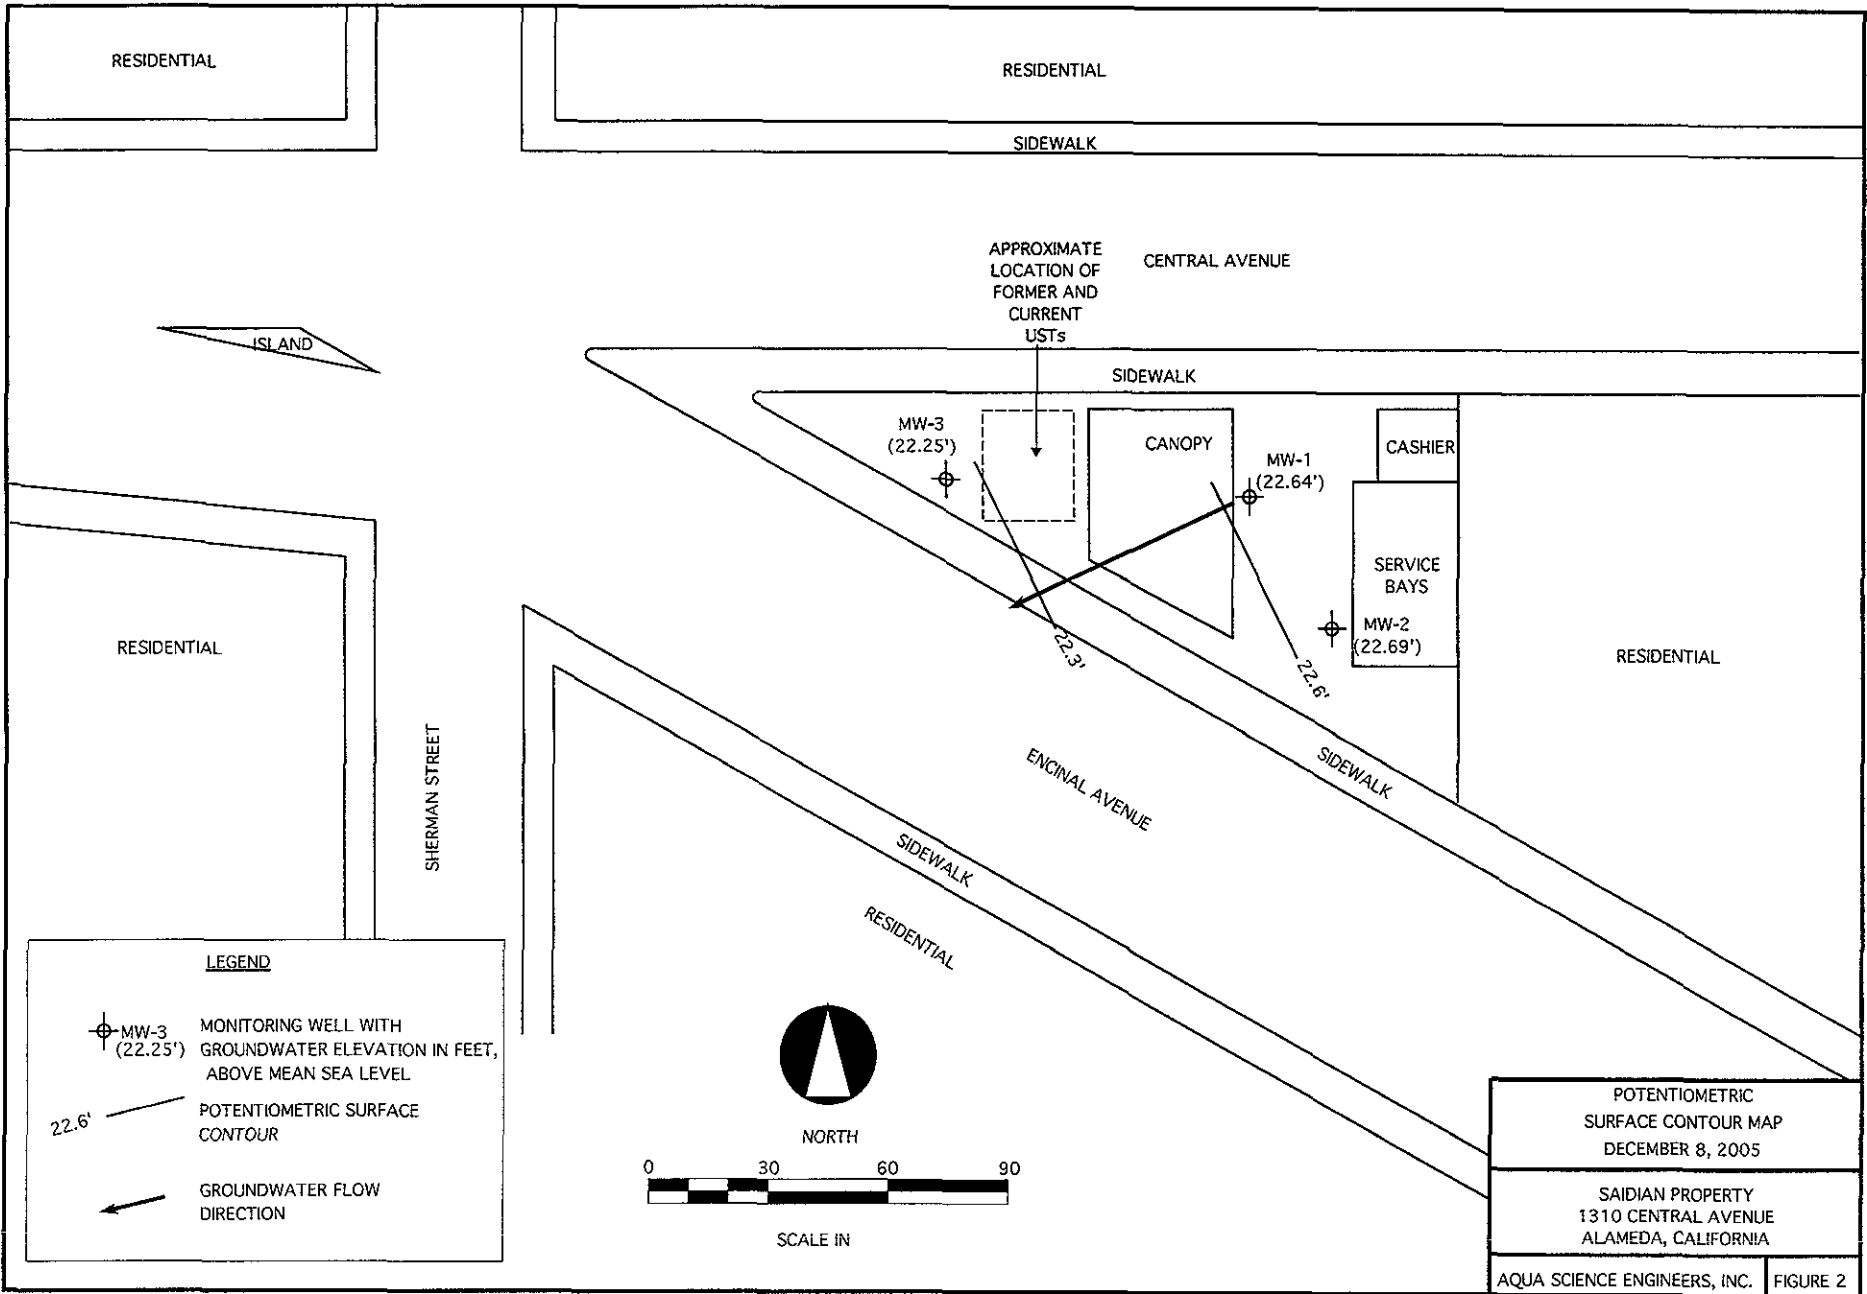 RESIDENTIAL
RESIDENTIAL
SIDEWALK
APPROXIMATE
LOCATION OF
FORMER AND
CURRENT
USTs
CENTRAL AVENUE
ISLAND
SIDEWALK
MW-3
(22.25')
CANOPY
MW-1
(22.64')
CASHIER
SERVICE
BAYS
MW-2
(22.69')
22.3'
22.6'
RESIDENTIAL
RESIDENTIAL
SHERMAN STREET
ENCINAL AVENUE
SIDEWALK
SIDEWALK
RESIDENTIAL
LEGEND
MW-3
(22.25')
MONITORING WELL WITH
GROUNDWATER ELEVATION IN FEET,
ABOVE MEAN SEA LEVEL
22.6'
POTENTIOMETRIC SURFACE
CONTOUR
GROUNDWATER FLOW
DIRECTION
NORTH
0 30 60 90
SCALE IN
POTENTIOMETRIC
SURFACE CONTOUR MAP
DECEMBER 8, 2005
SAIDIAN PROPERTY
1310 CENTRAL AVENUE
ALAMEDA, CALIFORNIA
AQUA SCIENCE ENGINEERS, INC.
FIGURE 2